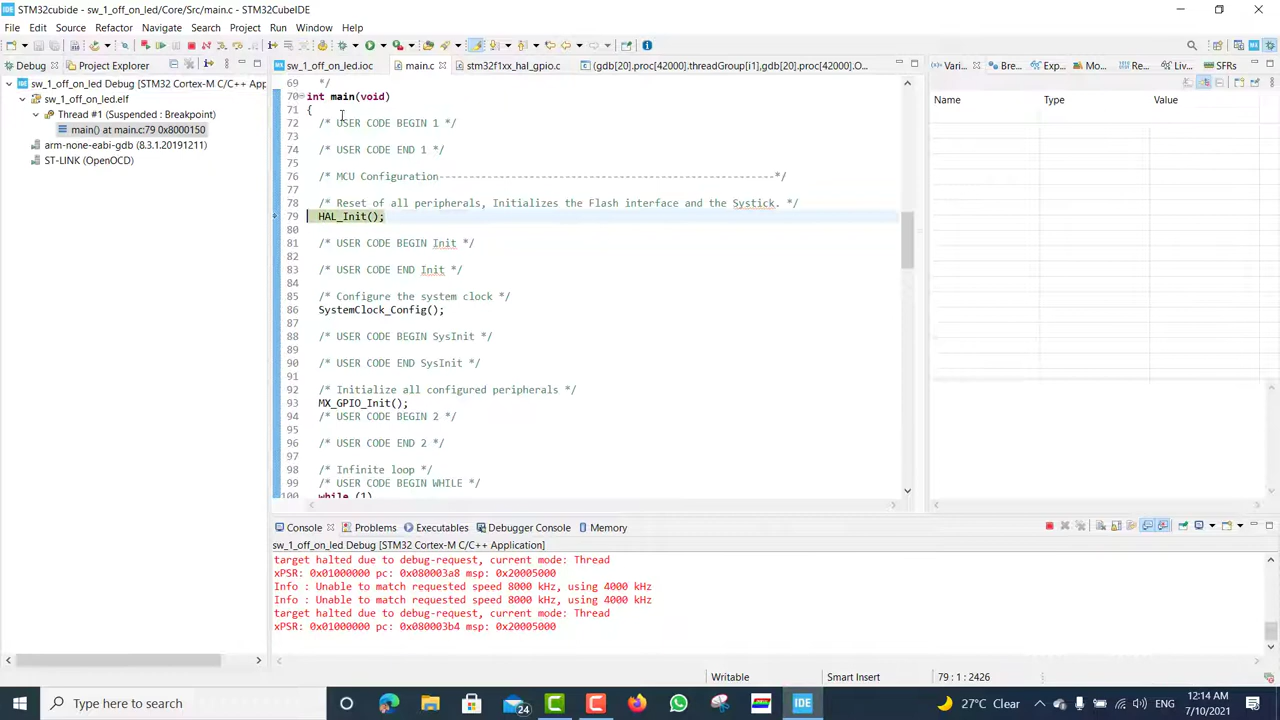 STM32cubide - sw_1_off_on_led/Core/Src/main.c - STM32CubeIDE
File Edit Source Refactor Navigate Search Project Run Window Help
Debug Project Explorer
sw_1_off_on_led.ioc main.c stm32f1xx_hal_gpio.c (gdb[20].proc[42000].threadGroup[i1],gdb[20].proc[42000].O...
Vari... Bre... Exp... Mo... Reg... SFRs
sw_1_off_on_led Debug [STM32 Cortex-M C/C++ App
sw_1_off_on_led.elf
Thread #1 (Suspended : Breakpoint)
main() at main.c:79 0x8000150
arm-none-eabi-gdb (8.3.1.20191211)
ST-LINK (OpenOCD)
69 */
70 int main(void)
71 {
72 /* USER CODE BEGIN 1 */
73
74 /* USER CODE END 1 */
75
76 /* MCU Configuration--------------------------------------------------------*/
77
78 /* Reset of all peripherals, Initializes the Flash interface and the Systick. */
79 HAL_Init();
80
81 /* USER CODE BEGIN Init */
82
83 /* USER CODE END Init */
84
85 /* Configure the system clock */
86 SystemClock_Config();
87
88 /* USER CODE BEGIN SysInit */
89
90 /* USER CODE END SysInit */
91
92 /* Initialize all configured peripherals */
93 MX_GPIO_Init();
94 /* USER CODE BEGIN 2 */
95
96 /* USER CODE END 2 */
97
98 /* Infinite loop */
99 /* USER CODE BEGIN WHILE */
100 while (1)
Name Type Value
Console Problems Executables Debugger Console Memory
sw_1_off_on_led Debug [STM32 Cortex-M C/C++ Application]
target halted due to debug-request, current mode: Thread
xPSR: 0x01000000 pc: 0x080003a8 msp: 0x20005000
Info : Unable to match requested speed 8000 kHz, using 4000 kHz
Info : Unable to match requested speed 8000 kHz, using 4000 kHz
target halted due to debug-request, current mode: Thread
xPSR: 0x01000000 pc: 0x080003b4 msp: 0x20005000
Writable Smart Insert 79 : 1 : 2426
Type here to search
24
IDE
27°C Clear
12:14 AM
7/10/2021